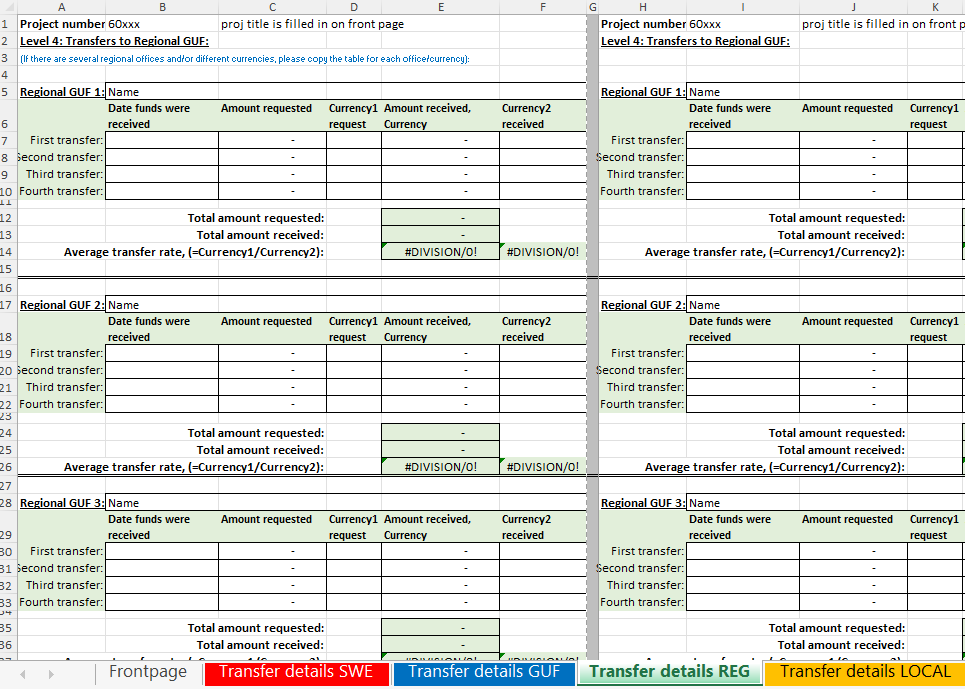 A B C D E F G H I J K
1 Project number 60xxx proj title is filled in on front page Project number 60xxx proj title is filled in on front p
2 Level 4: Transfers to Regional GUF: Level 4: Transfers to Regional GUF:
3 (If there are several regional offices and/or different currencies, please copy the table for each office/currency):
4
5 Regional GUF 1: Name Regional GUF 1: Name
Date funds were Amount requested Currency1 Amount received, Currency2 Date funds were Amount requested Currency1
6 received request Currency received received request
7 First transfer: - - First transfer: -
8 Second transfer: - - Second transfer: -
9 Third transfer: - - Third transfer: -
10 Fourth transfer: - - Fourth transfer: -
11
12 Total amount requested: - Total amount requested:
13 Total amount received: - Total amount received:
14 Average transfer rate, (=Currency1/Currency2): #DIVISION/0! #DIVISION/0! Average transfer rate, (=Currency1/Currency2):
15
16
17 Regional GUF 2: Name Regional GUF 2: Name
Date funds were Amount requested Currency1 Amount received, Currency2 Date funds were Amount requested Currency1
18 received request Currency received received request
19 First transfer: - - First transfer: -
20 Second transfer: - - Second transfer: -
21 Third transfer: - - Third transfer: -
22 Fourth transfer: - - Fourth transfer: -
23
24 Total amount requested: - Total amount requested:
25 Total amount received: - Total amount received:
26 Average transfer rate, (=Currency1/Currency2): #DIVISION/0! #DIVISION/0! Average transfer rate, (=Currency1/Currency2):
27
28 Regional GUF 3: Name Regional GUF 3: Name
Date funds were Amount requested Currency1 Amount received, Currency2 Date funds were Amount requested Currency1
29 received request Currency received received request
30 First transfer: - - First transfer: -
31 Second transfer: - - Second transfer: -
32 Third transfer: - - Third transfer: -
33 Fourth transfer: - - Fourth transfer: -
34
35 Total amount requested: - Total amount requested:
36 Total amount received: - Total amount received:
Frontpage Transfer details SWE Transfer details GUF Transfer details REG Transfer details LOCAL